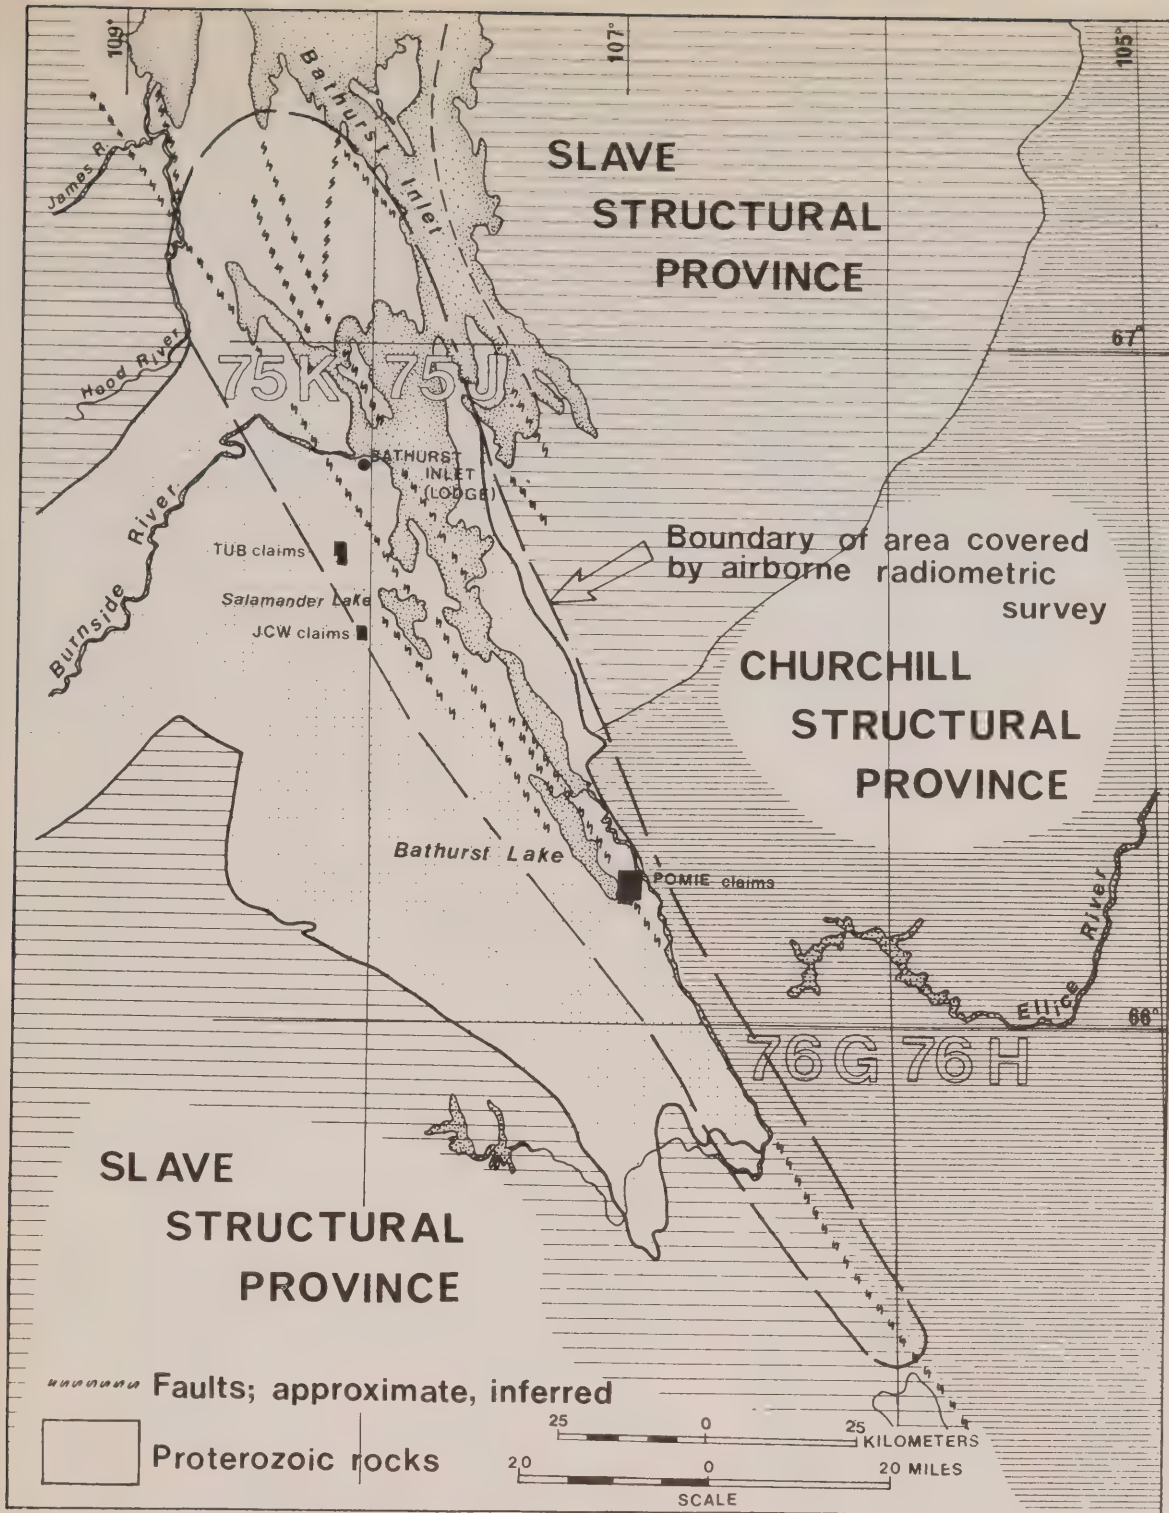 109°
107°
105°
Bathurst Inlet
James R.
SLAVE
STRUCTURAL
PROVINCE
67°
Hood River
75K 75J
BATHURST
INLET
(LODGE)
Burnside River
TUB claims
Salamander Lake
JCW claims
Boundary of area covered
by airborne radiometric
survey
CHURCHILL
STRUCTURAL
PROVINCE
Bathurst Lake
POMIE claims
Ellice River
66°
76G 76H
SLAVE
STRUCTURAL
PROVINCE
Faults; approximate, inferred
Proterozoic rocks
25 0 25 KILOMETERS
20 0 20 MILES
SCALE